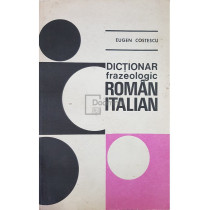 EUGEN COSTESCU
DICȚIONAR
frazeologic
ROMÂN
ITALIAN